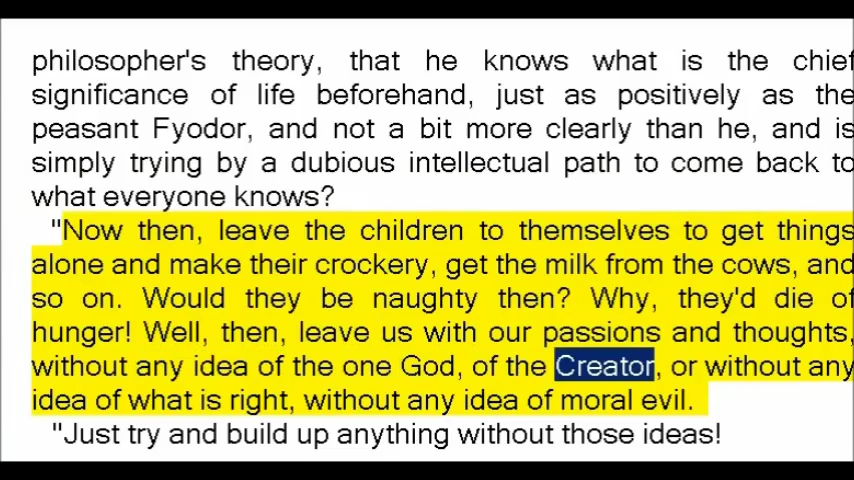 philosopher's theory, that he knows what is the chief
significance of life beforehand, just as positively as the
peasant Fyodor, and not a bit more clearly than he, and is
simply trying by a dubious intellectual path to come back to
what everyone knows?
"Now then, leave the children to themselves to get things
alone and make their crockery, get the milk from the cows, and
so on. Would they be naughty then? Why, they'd die of
hunger! Well, then, leave us with our passions and thoughts,
without any idea of the one God, of the Creator, or without any
idea of what is right, without any idea of moral evil.
"Just try and build up anything without those ideas!